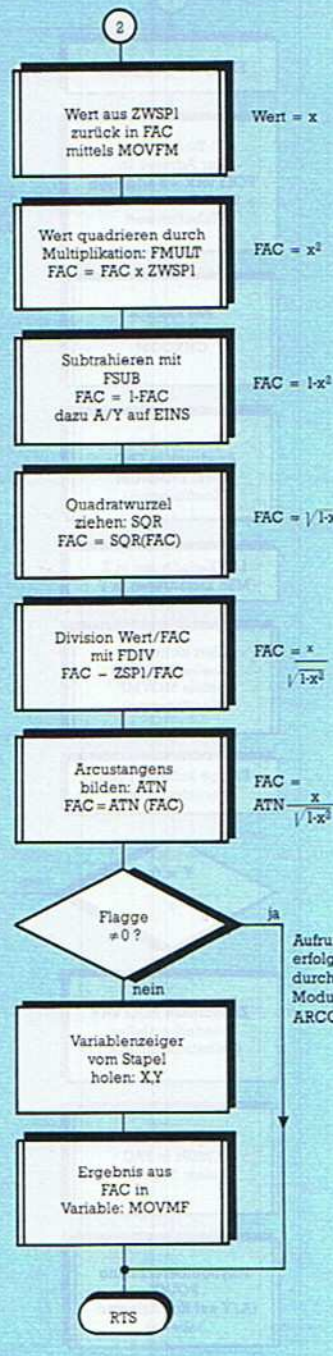 2
Wert aus ZWSP1
zurück in FAC
mittels MOVFM
Wert = x
Wert quadrieren durch
Multiplikation: FMULT
FAC = FAC x ZWSP1
FAC = x²
Subtrahieren mit
FSUB
FAC = 1-FAC
dazu A/Y auf EINS
FAC = 1-x²
Quadratwurzel
ziehen: SQR
FAC = SQR(FAC)
FAC = √1-x
Division Wert/FAC
mit FDIV
FAC – ZSP1/FAC
FAC = x
√1-x²
Arcustangens
bilden: ATN
FAC=ATN (FAC)
FAC =
ATN x
√1-x²
Flagge
≠0 ?
ja
nein
Aufru
erfolg
durch
Modu
ARCO
Variablenzeiger
vom Stapel
holen: X,Y
Ergebnis aus
FAC in
Variable: MOVMF
RTS